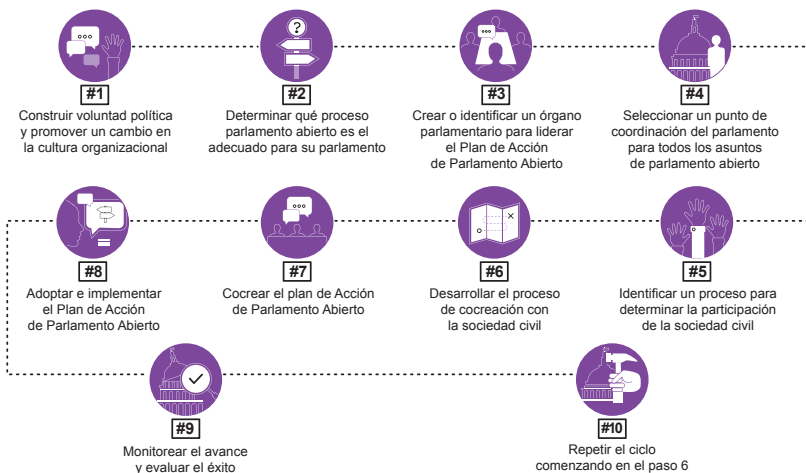 #1
Construir voluntad política
y promover un cambio en
la cultura organizacional
#2
Determinar qué proceso
parlamento abierto es el
adecuado para su parlamento
#3
Crear o identificar un órgano
parlamentario para liderar
el Plan de Acción
de Parlamento Abierto
#4
Seleccionar un punto de
coordinación del parlamento
para todos los asuntos
de parlamento abierto
#5
Identificar un proceso para
determinar la participación
de la sociedad civil
#6
Desarrollar el proceso
de cocreación con
la sociedad civil
#7
Cocrear el plan de Acción
de Parlamento Abierto
#8
Adoptar e implementar
el Plan de Acción
de Parlamento Abierto
#9
Monitorear el avance
y evaluar el éxito
#10
Repetir el ciclo
comenzando en el paso 6